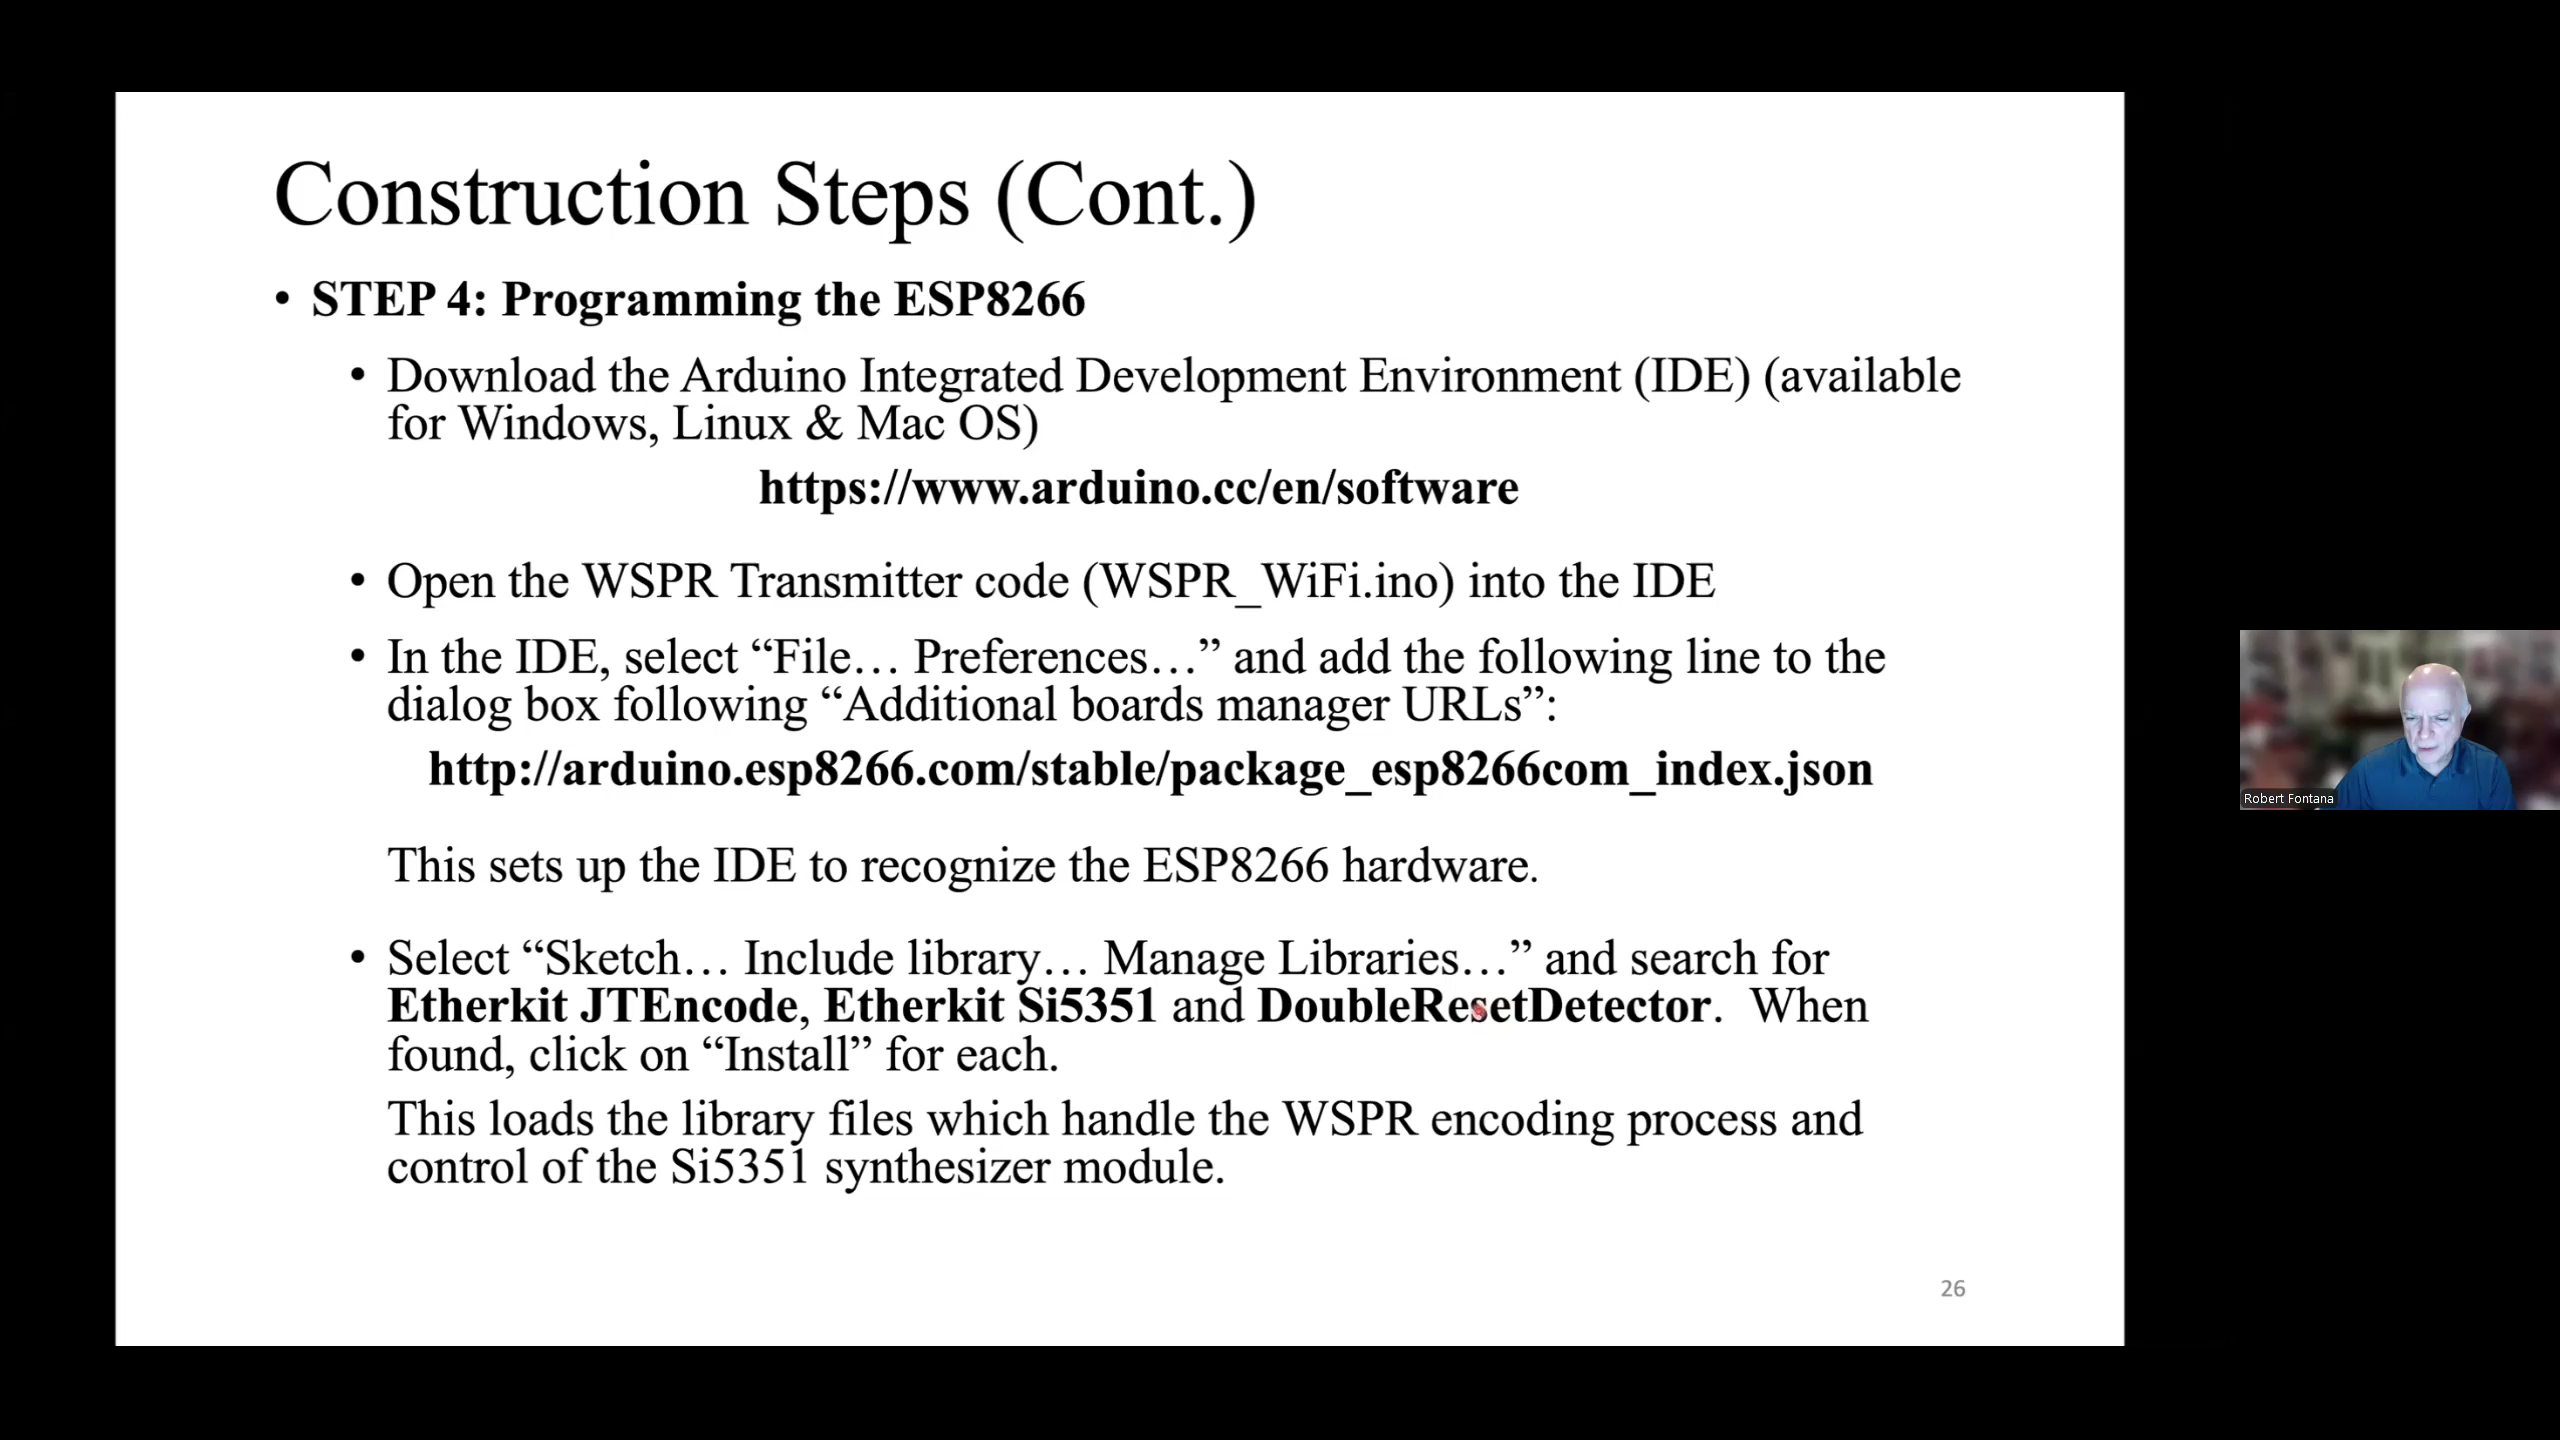 Construction Steps (Cont.)
• STEP 4: Programming the ESP8266
• Download the Arduino Integrated Development Environment (IDE) (available
for Windows, Linux & Mac OS)
https://www.arduino.cc/en/software
• Open the WSPR Transmitter code (WSPR_WiFi.ino) into the IDE
• In the IDE, select “File… Preferences…” and add the following line to the
dialog box following “Additional boards manager URLs”:
http://arduino.esp8266.com/stable/package_esp8266com_index.json
This sets up the IDE to recognize the ESP8266 hardware.
• Select “Sketch… Include library… Manage Libraries…” and search for
Etherkit JTEncode, Etherkit Si5351 and DoubleResetDetector.  When
found, click on “Install” for each.
This loads the library files which handle the WSPR encoding process and
control of the Si5351 synthesizer module.
26
Robert Fontana